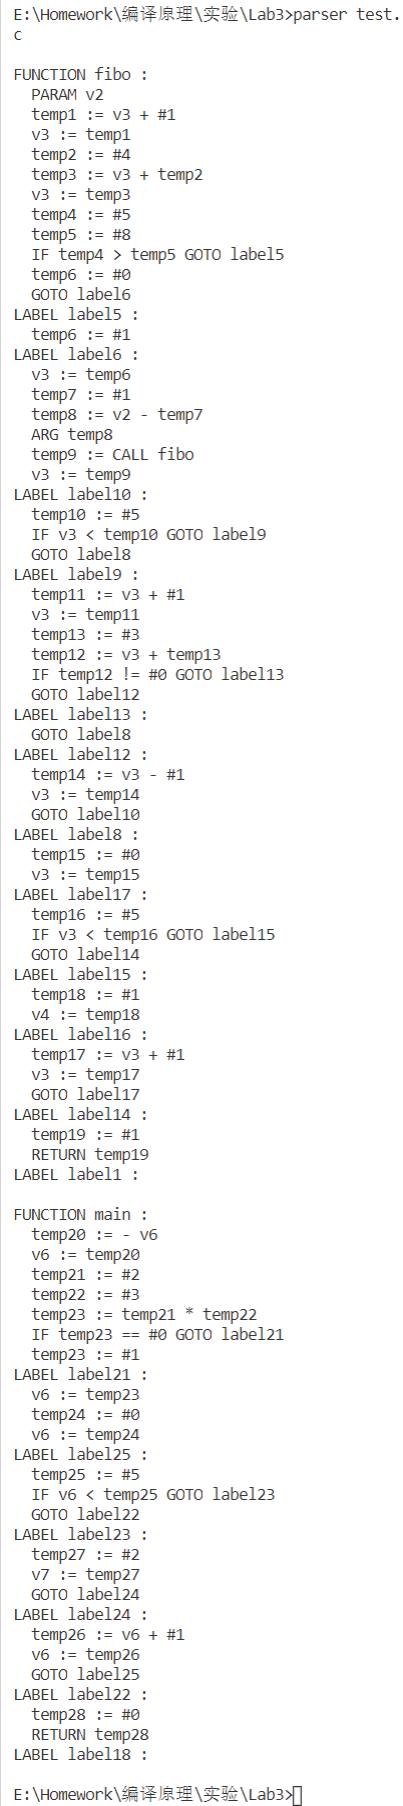 E:\Homework\编译原理\实验\Lab3>parser test.
c
FUNCTION fibo :
PARAM v2
temp1 := v3 + #1
v3 := temp1
temp2 := #4
temp3 := v3 + temp2
v3 := temp3
temp4 := #5
temp5 := #8
IF temp4 > temp5 GOTO label5
temp6 := #0
GOTO label6
LABEL label5 :
temp6 := #1
LABEL label6 :
v3 := temp6
temp7 := #1
temp8 := v2 - temp7
ARG temp8
temp9 := CALL fibo
v3 := temp9
LABEL label10 :
temp10 := #5
IF v3 < temp10 GOTO label9
GOTO label8
LABEL label9 :
temp11 := v3 + #1
v3 := temp11
temp13 := #3
temp12 := v3 + temp13
IF temp12 != #0 GOTO label13
GOTO label12
LABEL label13 :
GOTO label8
LABEL label12 :
temp14 := v3 - #1
v3 := temp14
GOTO label10
LABEL label8 :
temp15 := #0
v3 := temp15
LABEL label17 :
temp16 := #5
IF v3 < temp16 GOTO label15
GOTO label14
LABEL label15 :
temp18 := #1
v4 := temp18
LABEL label16 :
temp17 := v3 + #1
v3 := temp17
GOTO label17
LABEL label14 :
temp19 := #1
RETURN temp19
LABEL label1 :
FUNCTION main :
temp20 := - v6
v6 := temp20
temp21 := #2
temp22 := #3
temp23 := temp21 * temp22
IF temp23 == #0 GOTO label21
temp23 := #1
LABEL label21 :
v6 := temp23
temp24 := #0
v6 := temp24
LABEL label25 :
temp25 := #5
IF v6 < temp25 GOTO label23
GOTO label22
LABEL label23 :
temp27 := #2
v7 := temp27
GOTO label24
LABEL label24 :
temp26 := v6 + #1
v6 := temp26
GOTO label25
LABEL label22 :
temp28 := #0
RETURN temp28
LABEL label18 :
E:\Homework\编译原理\实验\Lab3>